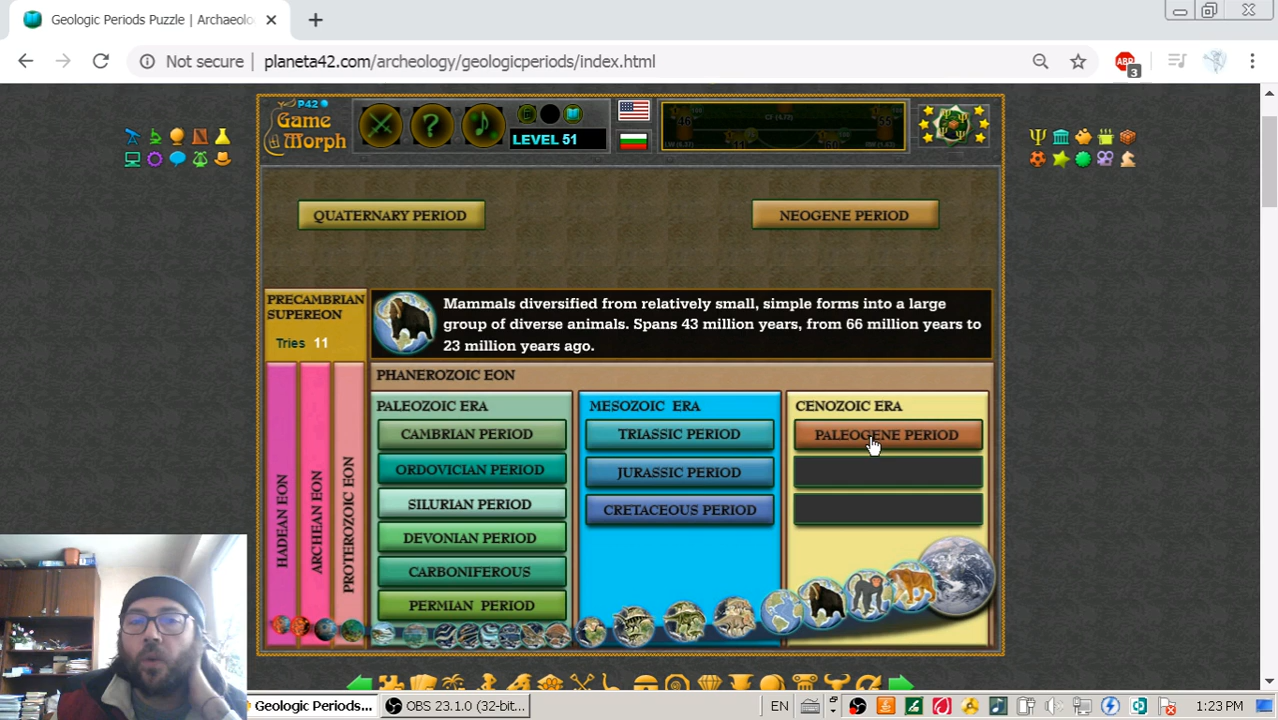 Geologic Periods Puzzle | Archaeolo
Not secure | planeta42.com/archeology/geologicperiods/index.html
ABP
3
P42
Game
Morph
LEVEL 51
QUATERNARY PERIOD
NEOGENE PERIOD
PRECAMBRIAN
SUPEREON
Tries 11
Mammals diversified from relatively small, simple forms into a large
group of diverse animals. Spans 43 million years, from 66 million years to
23 million years ago.
PHANEROZOIC EON
HADEAN EON
ARCHEAN EON
PROTEROZOIC EON
PALEOZOIC ERA
CAMBRIAN PERIOD
ORDOVICIAN PERIOD
SILURIAN PERIOD
DEVONIAN PERIOD
CARBONIFEROUS
PERMIAN PERIOD
MESOZOIC ERA
TRIASSIC PERIOD
JURASSIC PERIOD
CRETACEOUS PERIOD
CENOZOIC ERA
PALEOGENE PERIOD
Geologic Periods...
OBS 23.1.0 (32-bit...
EN
1:23 PM